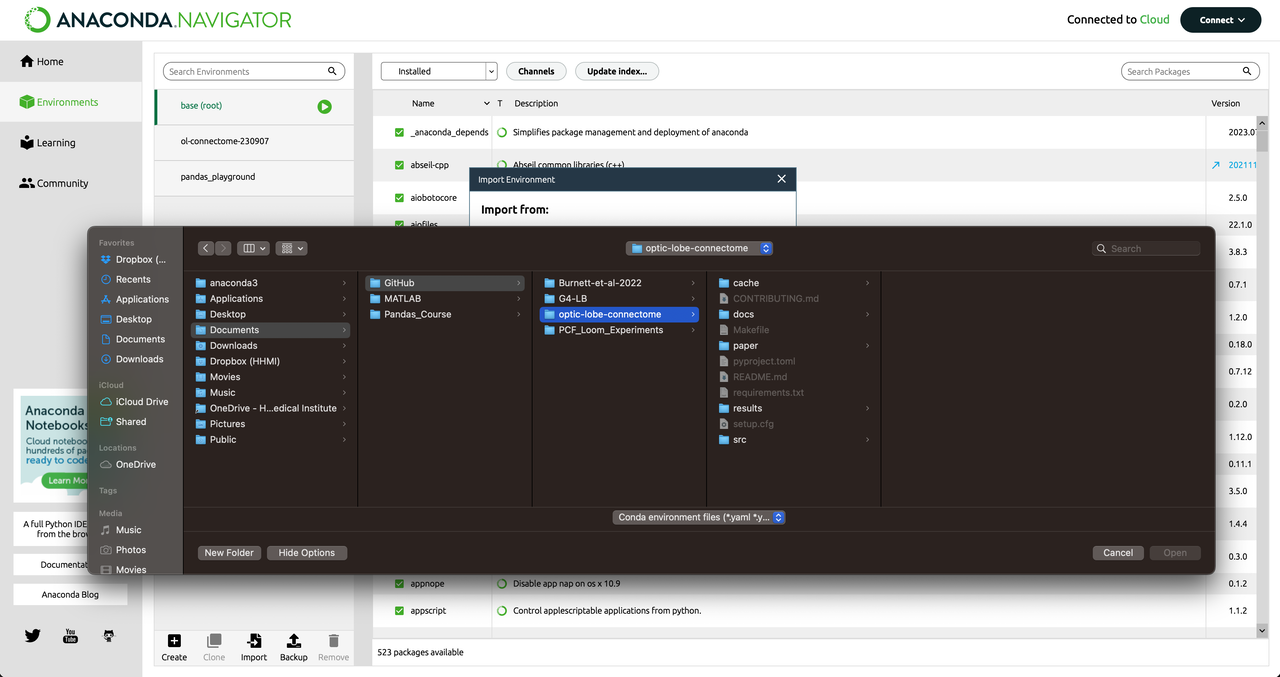 ANACONDA.NAVIGATOR
Connected to Cloud
Connect
Home
Environments
Learning
Community
Search Environments
base (root)
ol-connectome-230907
pandas_playground
Installed
Channels
Update index...
Search Packages
Name
T
Description
Version
_anaconda_depends
Simplifies package management and deployment of anaconda
2023.07
abseil-cpp
Abseil common libraries (c++)
202111
aiobotocore
2.5.0
aiofiles
22.1.0
3.8.3
0.7.1
1.2.0
0.18.0
0.7.12
0.2.0
1.12.0
0.11.1
3.5.0
1.4.4
0.3.0
appnope
Disable app nap on os x 10.9
0.1.2
appscript
Control applescriptable applications from python.
1.1.2
Import Environment
Import from:
Favorites
Dropbox (...
Recents
Applications
Desktop
Documents
Downloads
iCloud
iCloud Drive
Shared
Locations
OneDrive
Tags
Media
Music
Photos
Movies
optic-lobe-connectome
Search
anaconda3
Applications
Desktop
Documents
Downloads
Dropbox (HHMI)
Movies
Music
OneDrive - H...edical Institute
Pictures
Public
GitHub
MATLAB
Pandas_Course
Burnett-et-al-2022
G4-LB
optic-lobe-connectome
PCF_Loom_Experiments
cache
CONTRIBUTING.md
docs
Makefile
paper
pyproject.toml
README.md
requirements.txt
results
setup.cfg
src
Conda environment files (*.yaml *.y...
New Folder
Hide Options
Cancel
Open
Anaconda
Notebooks
Cloud noteb
hundreds of pa
ready to code
Learn Mo
A full Python IDE
from the brow
Documentat
Anaconda Blog
You
Tube
Create
Clone
Import
Backup
Remove
523 packages available